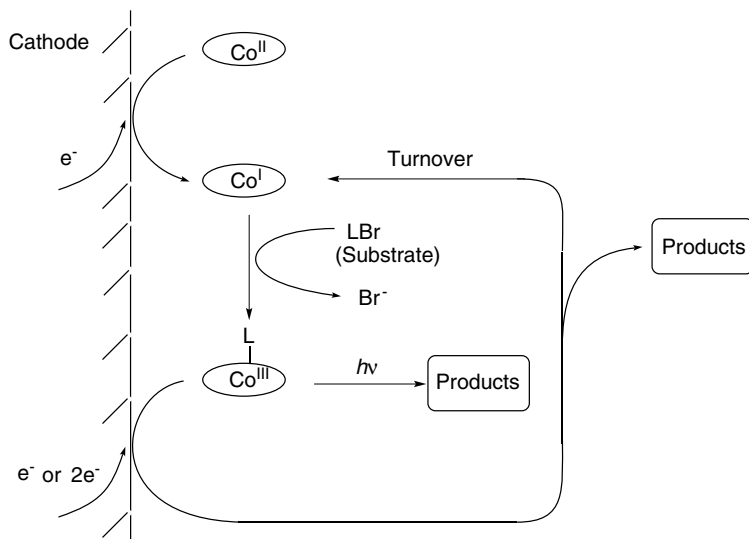 Cathode
Co^II
e^-
Co^I
Turnover
LBr
(Substrate)
Br^-
Products
L
Co^III
hν
Products
e^- or 2e^-